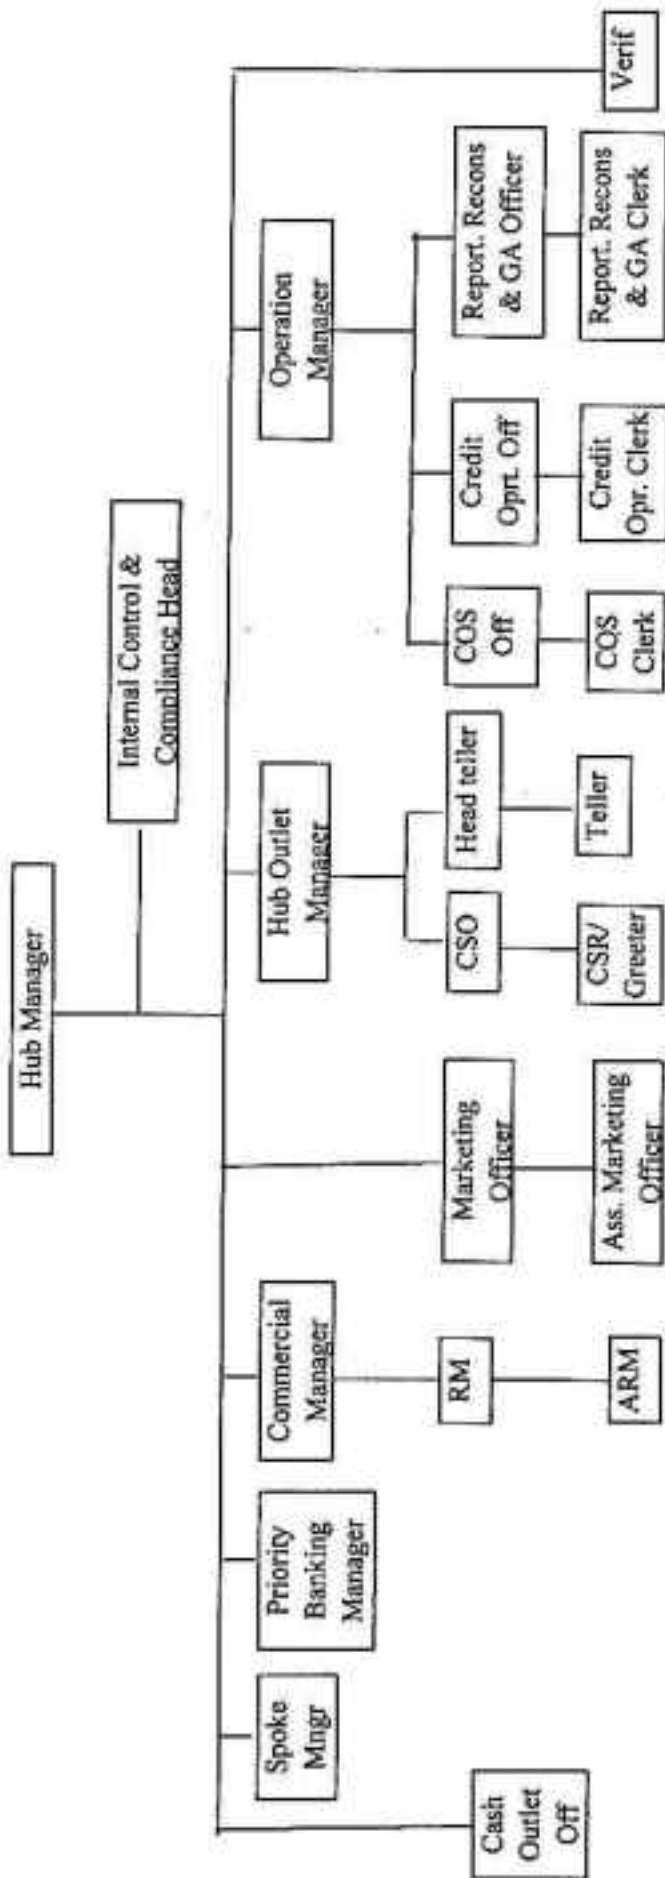 Hub Manager
Internal Control &
Compliance Head
Spoke
Mngr
Priority
Banking
Manager
Commercial
Manager
Hub Outlet
Manager
Operation
Manager
Cash
Outlet
Off
RM
Marketing
Officer
CSO
Head teller
COS
Off
Credit
Oprt. Off
Report. Recons
& GA Officer
Verif
ARM
Ass. Marketing
Officer
CSR/
Greeter
Teller
COS
Clerk
Credit
Opr. Clerk
Report. Recons
& GA Clerk